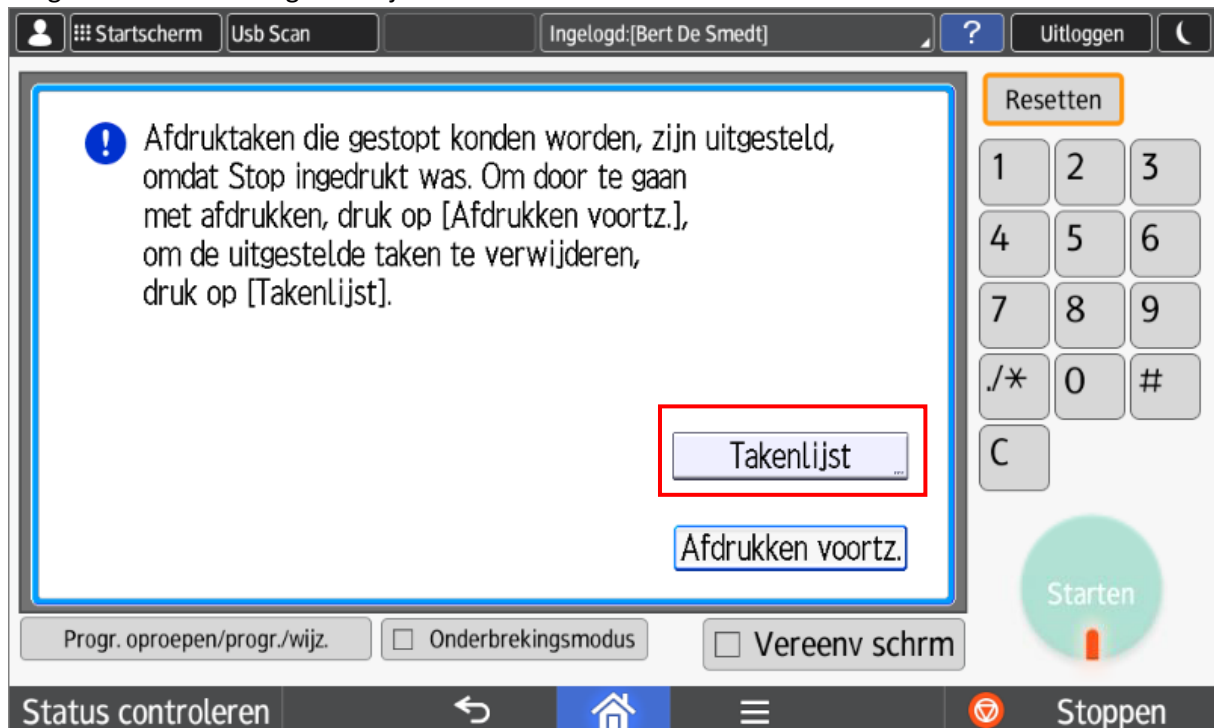 Startscherm
Usb Scan
Ingelogd:[Bert De Smedt]
?
Uitloggen
Afdruktaken die gestopt konden worden, zijn uitgesteld,
omdat Stop ingedrukt was. Om door te gaan
met afdrukken, druk op [Afdrukken voortz.],
om de uitgestelde taken te verwijderen,
druk op [Takenlijst].
Takenlijst
Afdrukken voortz.
Resetten
1 2 3
4 5 6
7 8 9
./* 0 #
C
Starten
Progr. oproepen/progr./wijz.
Onderbrekingsmodus
Vereenv schrm
Status controleren
Stoppen